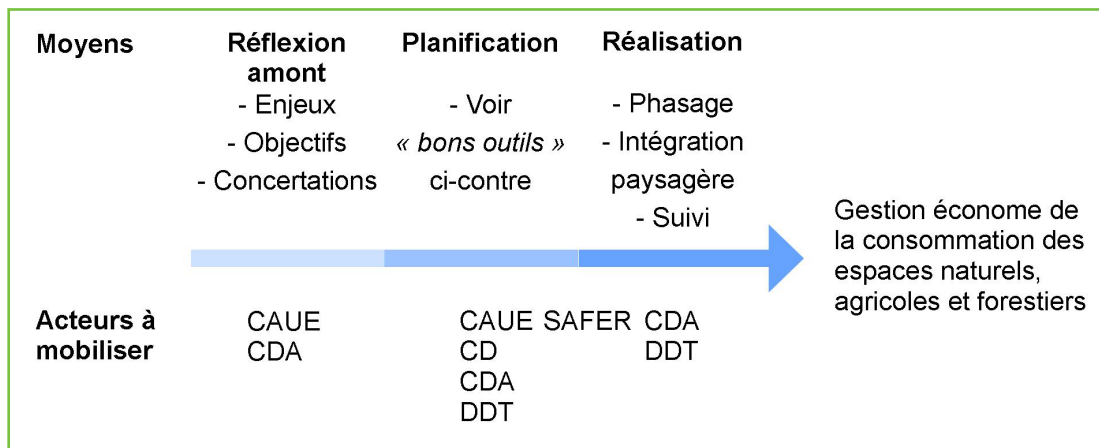 Moyens
Réflexion
amont
- Enjeux
- Objectifs
- Concertations
Planification
- Voir
« bons outils »
ci-contre
Réalisation
- Phasage
- Intégration
paysagère
- Suivi
Gestion économe de
la consommation des
espaces naturels,
agricoles et forestiers
Acteurs à
mobiliser
CAUE
CDA
CAUE SAFER
CD
CDA
DDT
CDA
DDT